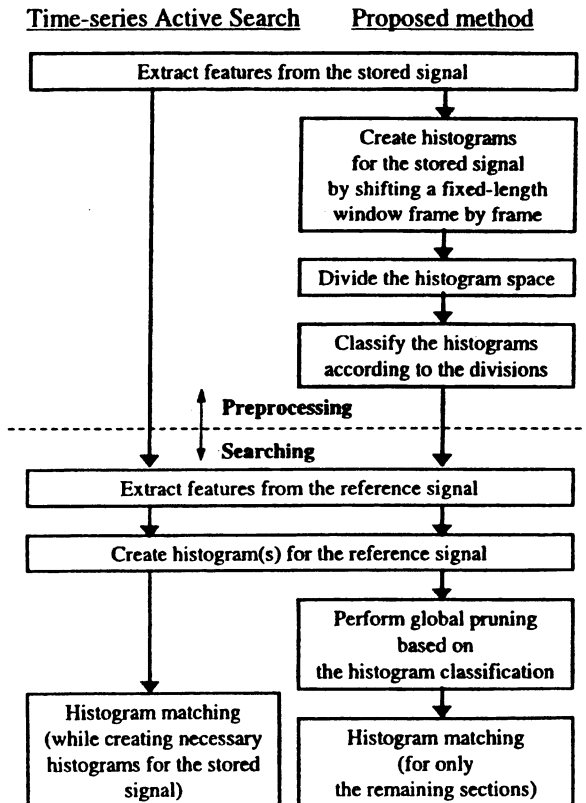 Time-series Active Search
Proposed method
Extract features from the stored signal
Create histograms
for the stored signal
by shifting a fixed-length
window frame by frame
Divide the histogram space
Classify the histograms
according to the divisions
Preprocessing
Searching
Extract features from the reference signal
Create histogram(s) for the reference signal
Perform global pruning
based on
the histogram classification
Histogram matching
(while creating necessary
histograms for the stored
signal)
Histogram matching
(for only
the remaining sections)